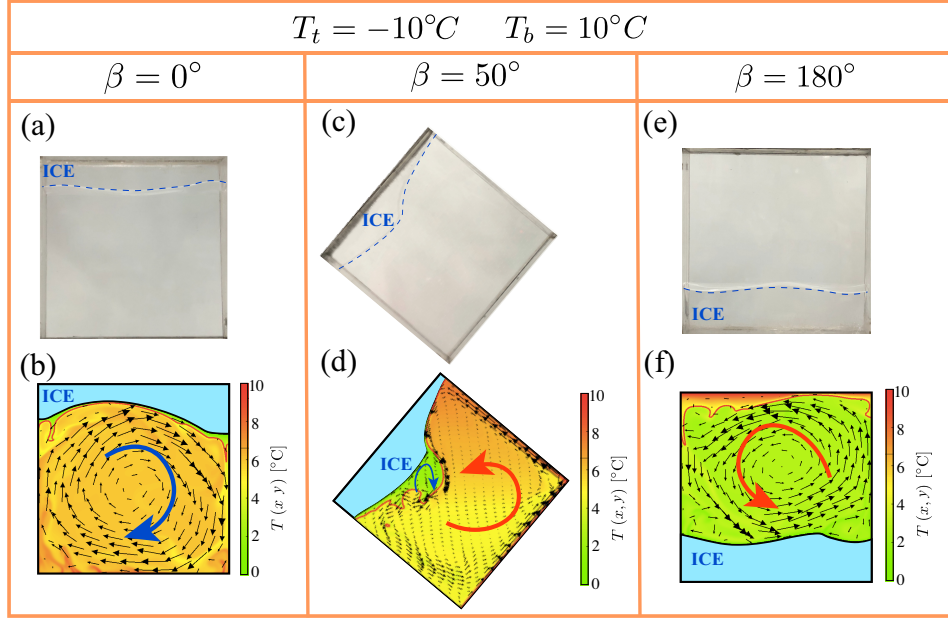 T_t = −10°C T_b = 10°C
β = 0° β = 50° β = 180°
(a)
ICE
(c)
ICE
(e)
ICE
(b)
ICE
10
8
6
4
2
0
T (x y) [°C]
(d)
ICE
10
8
6
4
2
0
T (x, y) [°C]
(f)
ICE
10
8
6
4
2
0
T (x, y) [°C]